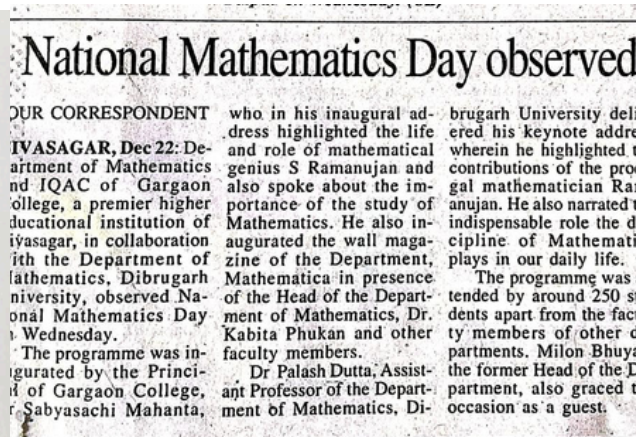 National Mathematics Day observed
OUR CORRESPONDENT
IVASAGAR, Dec 22: De-
artment of Mathematics
nd IQAC of Gargaon
ollege, a premier higher
ducational institution of
ivasagar, in collaboration
ith the Department of
Mathematics, Dibrugarh
niversity, observed Na-
onal Mathematics Day
n Wednesday.
The programme was in-
gurated by the Princi-
l of Gargaon College,
r Sabyasachi Mahanta,
who in his inaugural ad-
dress highlighted the life
and role of mathematical
genius S Ramanujan and
also spoke about the im-
portance of the study of
Mathematics. He also in-
augurated the wall maga-
zine of the Department,
Mathematica in presence
of the Head of the Depart-
ment of Mathematics, Dr.
Kabita Phukan and other
faculty members.
Dr Palash Dutta, Assist-
ant Professor of the Depart-
ment of Mathematics, Di-
brugarh University deli
ered his keynote addre
wherein he highlighted t
contributions of the pro
gal mathematician Ra
anujan. He also narrated t
indispensable role the d
cipline of Mathemati
plays in our daily life.
The programme was
tended by around 250 s
dents apart from the fac
ty members of other d
partments. Milon Bhuya
the former Head of the D
partment, also graced t
occasion as a guest.